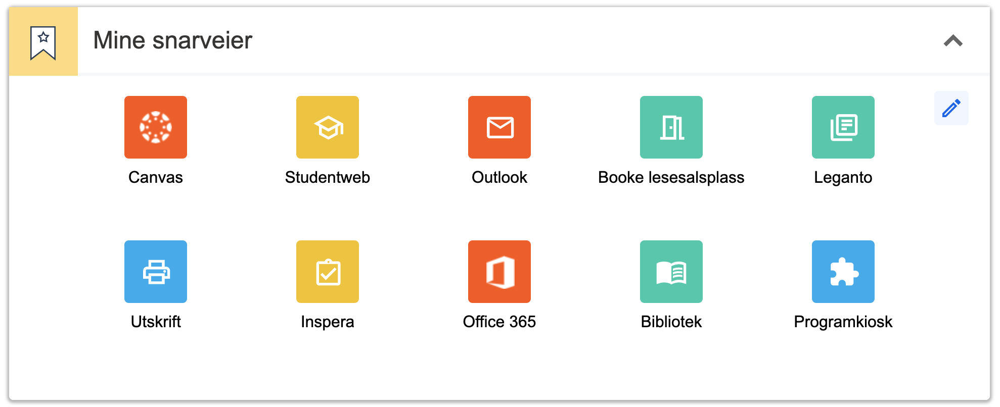 Mine snarveier
Canvas
Studentweb
Outlook
Booke lesesalsplass
Leganto
Utskrift
Inspera
Office 365
Bibliotek
Programkiosk